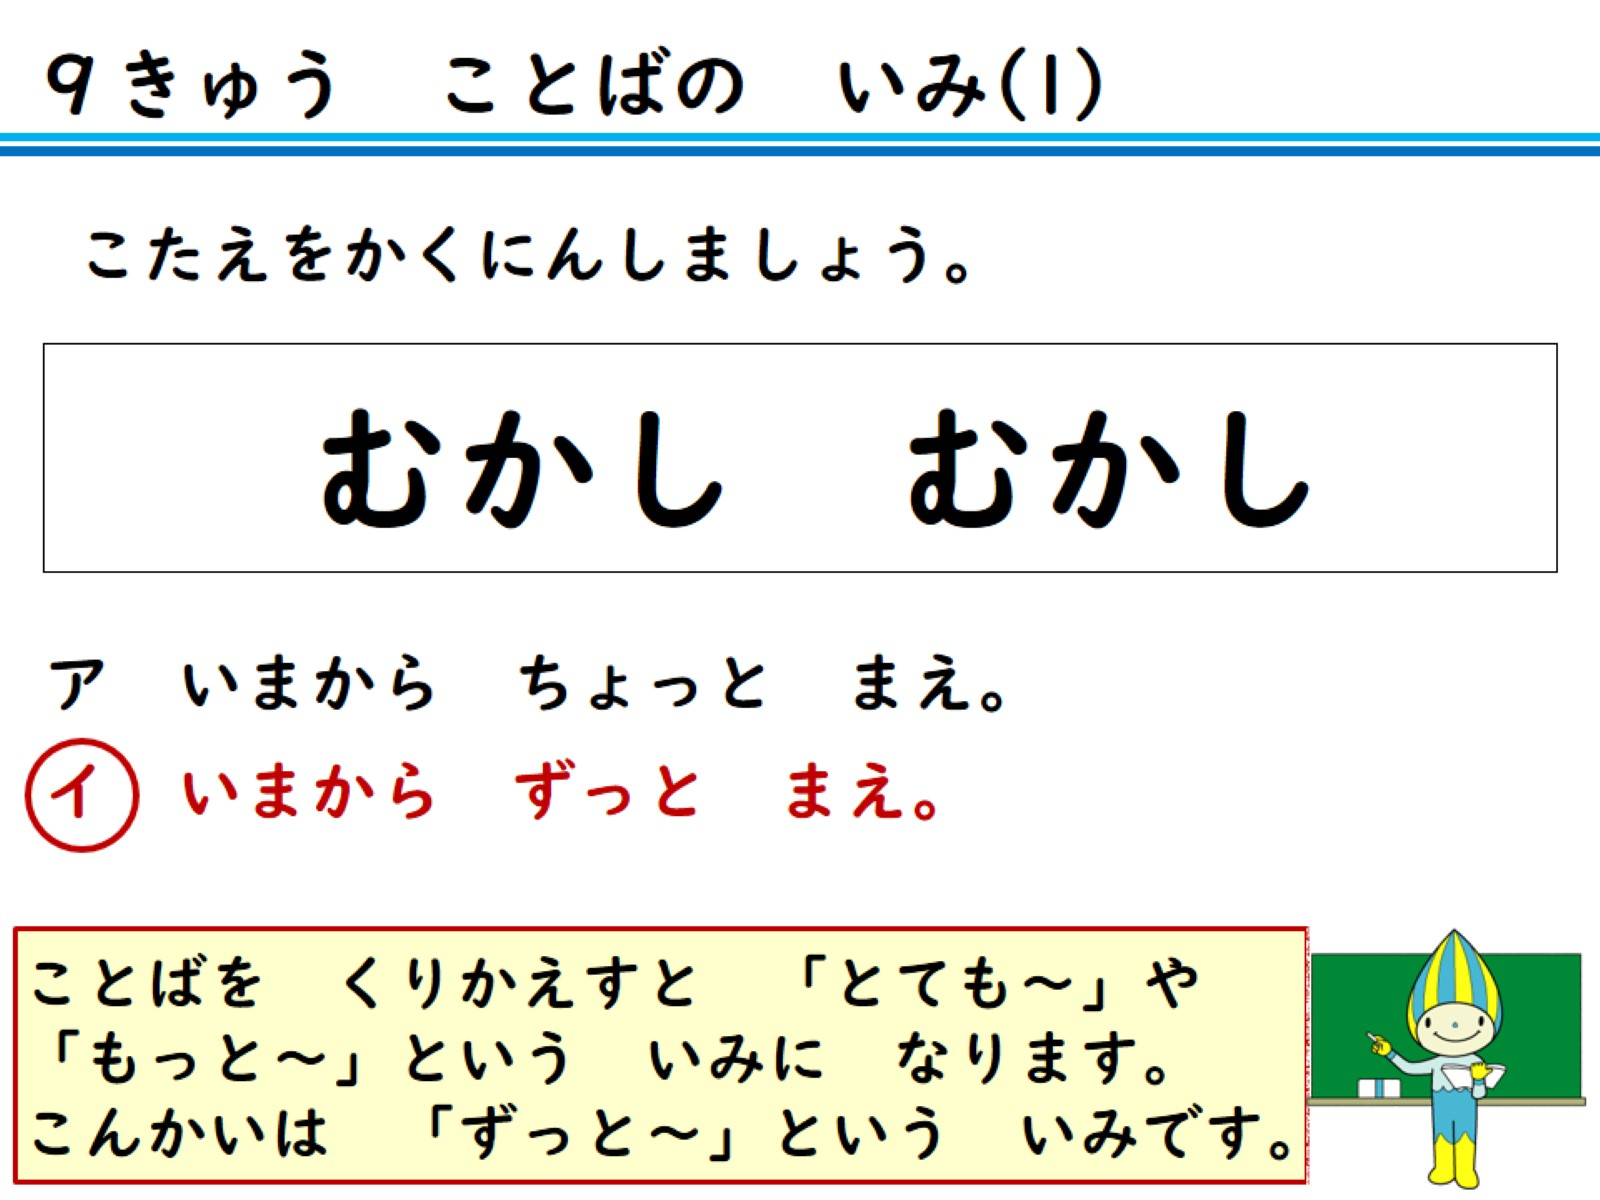 9きゅう　ことばの　いみ(1)
こたえをかくにんしましょう。
むかし　むかし
ア　いまから　ちょっと　まえ。
イ　いまから　ずっと　まえ。
ことばを　くりかえすと　「とても～」や
「もっと～」という　いみに　なります。
こんかいは　「ずっと～」という　いみです。